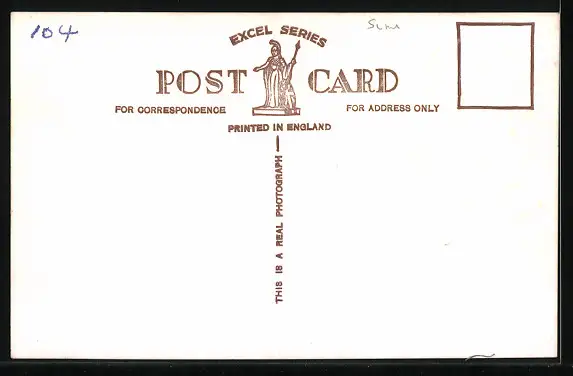 104
EXCEL SERIES
POST CARD
FOR CORRESPONDENCE
FOR ADDRESS ONLY
PRINTED IN ENGLAND
THIS IS A REAL PHOTOGRAPH